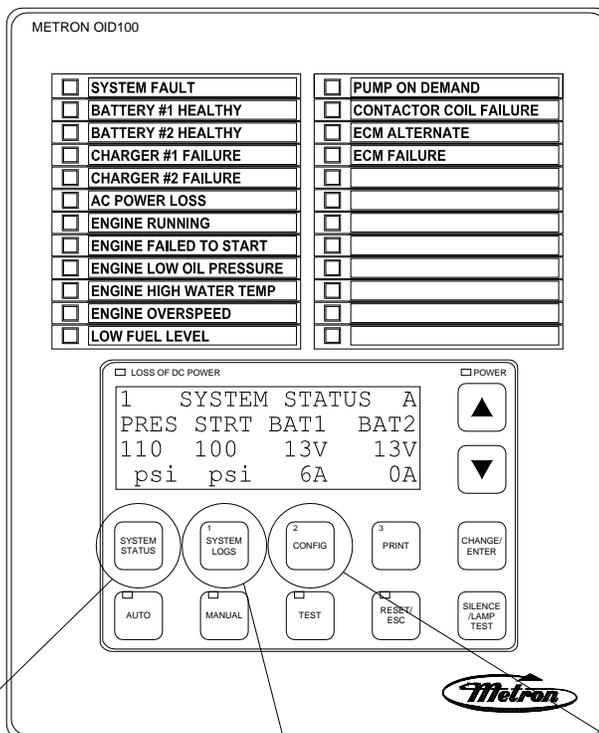 METRON OID100
SYSTEM FAULT
BATTERY #1 HEALTHY
BATTERY #2 HEALTHY
CHARGER #1 FAILURE
CHARGER #2 FAILURE
AC POWER LOSS
ENGINE RUNNING
ENGINE FAILED TO START
ENGINE LOW OIL PRESSURE
ENGINE HIGH WATER TEMP
ENGINE OVERSPEED
LOW FUEL LEVEL
PUMP ON DEMAND
CONTACTOR COIL FAILURE
ECM ALTERNATE
ECM FAILURE
LOSS OF DC POWER
POWER
1 SYSTEM STATUS A
PRES STRT BAT1 BAT2
110 100 13V 13V
psi psi 6A 0A
SYSTEM
STATUS
1
SYSTEM
LOGS
2
CONFIG
3
PRINT
CHANGE/
ENTER
AUTO
MANUAL
TEST
RESET/
ESC
SILENCE
/LAMP
TEST
Metron